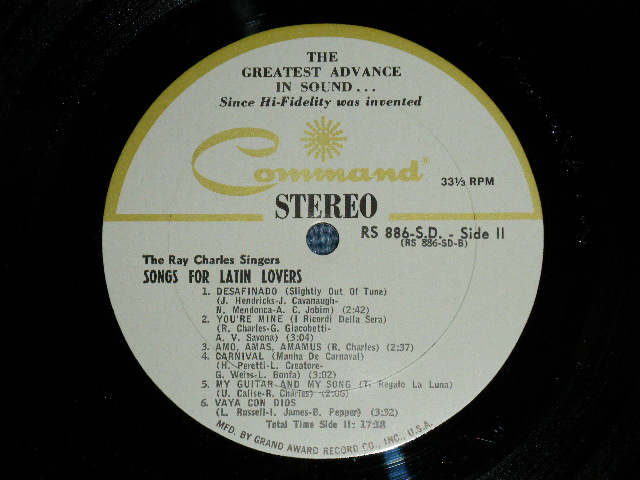 THE
GREATEST ADVANCE
IN SOUND...
Since Hi-Fidelity was invented
Command®
33⅓ RPM
STEREO
RS 886-S.D. - Side II
(RS 886-SD-B)
The Ray Charles Singers
SONGS FOR LATIN LOVERS
1. DESAFINADO (Slightly Out Of Tune)
(J. Hendricks-J. Cavanaugh-
N. Mendonca-A. C. Jobim) (2:42)
2. YOU'RE MINE (I Ricordi Della Sera)
(R. Charles-G. Giacobetti-
A. V. Savona) (3:04)
3. AMO, AMAS, AMAMUS (R. Charles) (2:37)
4. CARNIVAL (Manha De Carnaval)
(H. Peretti-L. Creatore-
G. Weiss-L. Bonfa) (3:02)
5. MY GUITAR AND MY SONG (Ti Regalo La Luna)
(U. Calise-R. Charles)
6. VAYA CON DIOS
(L. Russell-I. James-B. Pepper) (3:32)
Total Time Side II: 17:18
MFD. BY GRAND AWARD RECORD CO., INC., U.S.A.